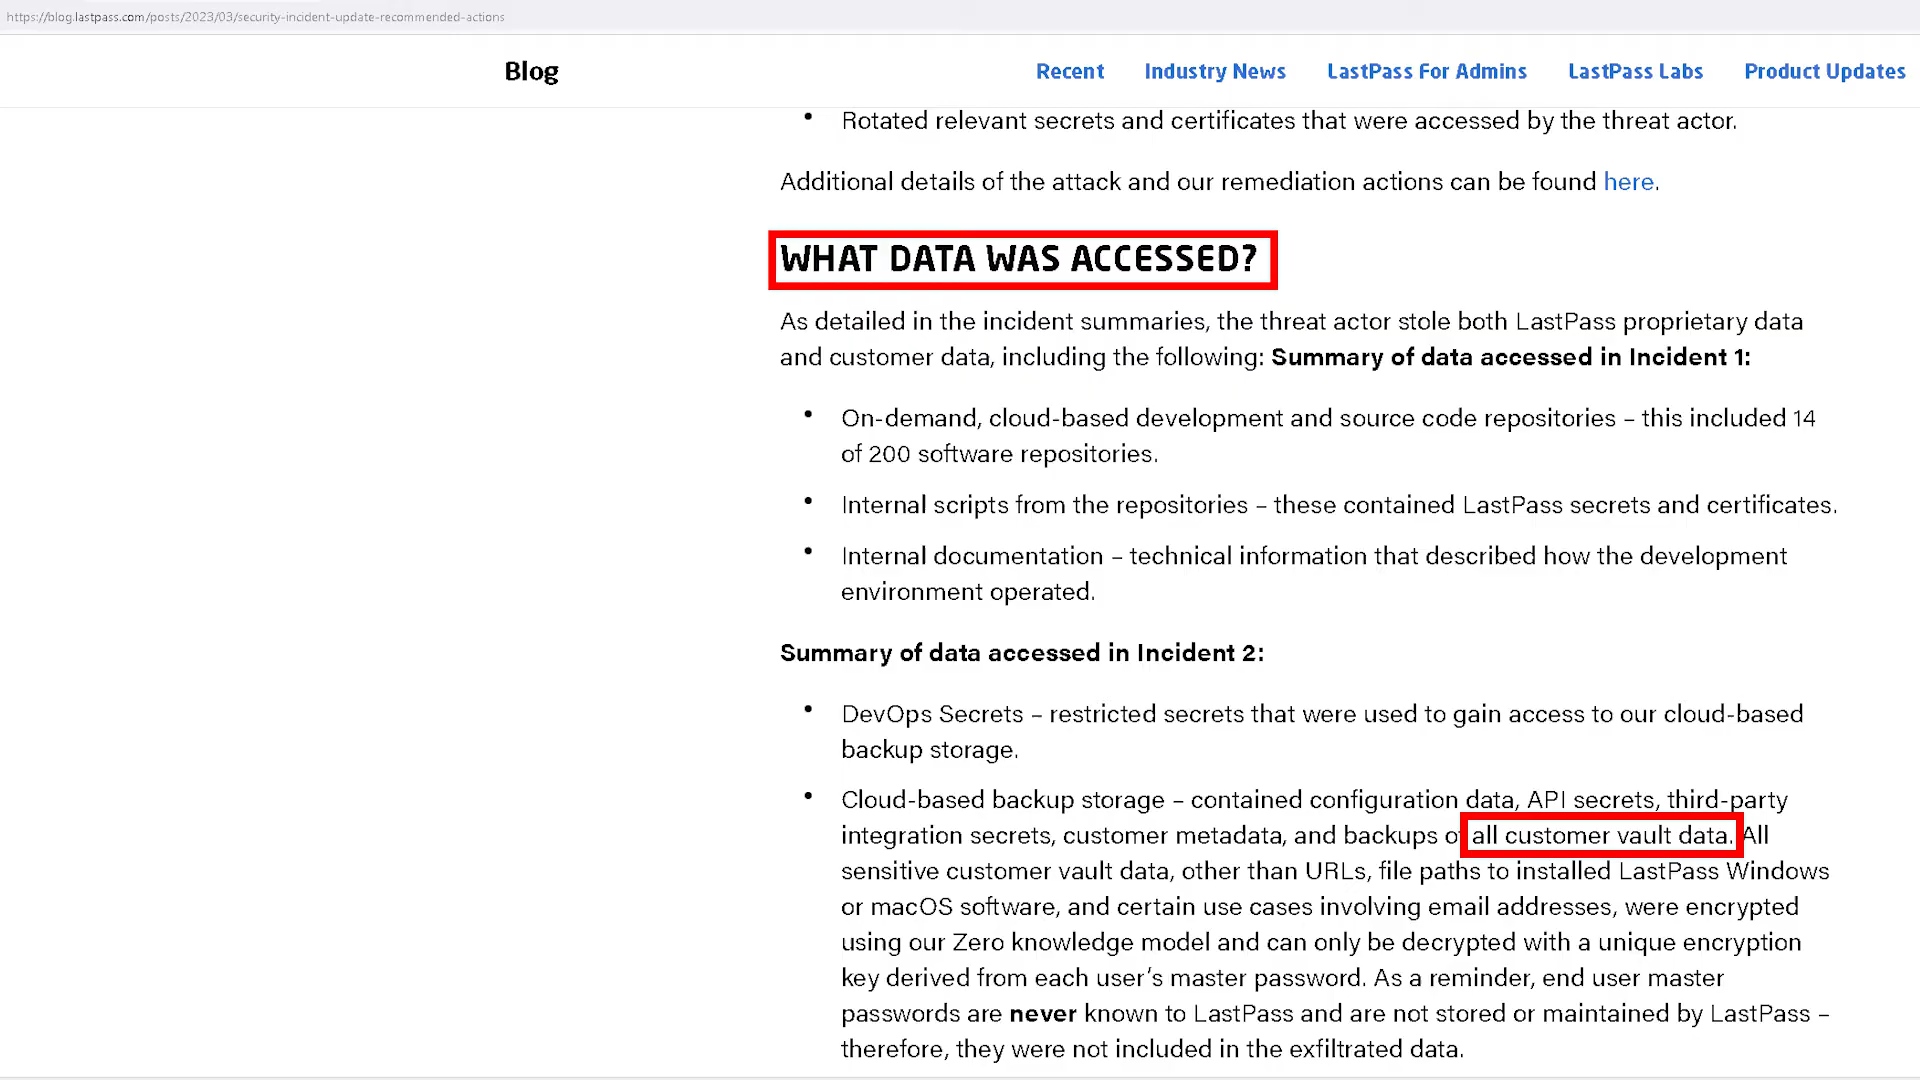 https://blog.lastpass.com/posts/2023/03/security-incident-update-recommended-actions
Blog
Recent
Industry News
LastPass For Admins
LastPass Labs
Product Updates
• Rotated relevant secrets and certificates that were accessed by the threat actor.
Additional details of the attack and our remediation actions can be found here.
WHAT DATA WAS ACCESSED?
As detailed in the incident summaries, the threat actor stole both LastPass proprietary data
and customer data, including the following: Summary of data accessed in Incident 1:
• On-demand, cloud-based development and source code repositories – this included 14
of 200 software repositories.
• Internal scripts from the repositories – these contained LastPass secrets and certificates.
• Internal documentation – technical information that described how the development
environment operated.
Summary of data accessed in Incident 2:
• DevOps Secrets – restricted secrets that were used to gain access to our cloud-based
backup storage.
• Cloud-based backup storage – contained configuration data, API secrets, third-party
integration secrets, customer metadata, and backups of all customer vault data. All
sensitive customer vault data, other than URLs, file paths to installed LastPass Windows
or macOS software, and certain use cases involving email addresses, were encrypted
using our Zero knowledge model and can only be decrypted with a unique encryption
key derived from each user's master password. As a reminder, end user master
passwords are never known to LastPass and are not stored or maintained by LastPass –
therefore, they were not included in the exfiltrated data.